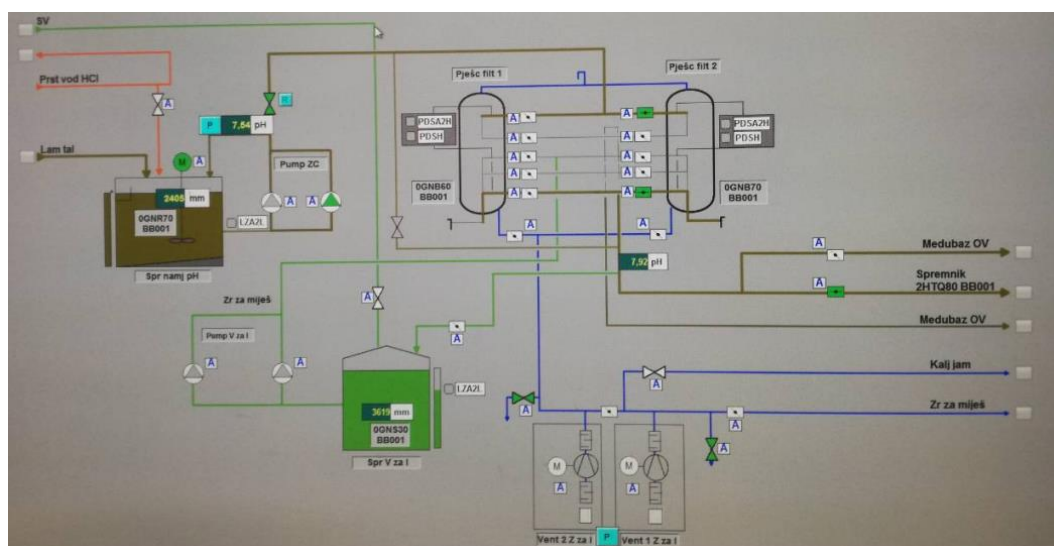 SV
Prst vod HCl
A
P 7,54 pH
Lam tal
M A
Pump ZC
2405 mm
A A
0GNR70
BB001
LZA2L
Spr namj pH
Pješc filt 1
Pješc filt 2
PDSA2H
PDSH
PDSA2H
PDSH
A A
A A
A A
A A
A A
0GNB60
BB001
0GNB70
BB001
A A
7,92 pH
A
Medubaz OV
A
Spremnik
2HTQ80 BB001
Medubaz OV
Zr za miješ
A
Pump V za I
A
A A
LZA2L
3619 mm
0GNS30
BB001
Spr V za I
Kalj jam
A
Zr za miješ
A
A
A
M M
A A
Vent 2 Z za I
P
Vent 1 Z za I